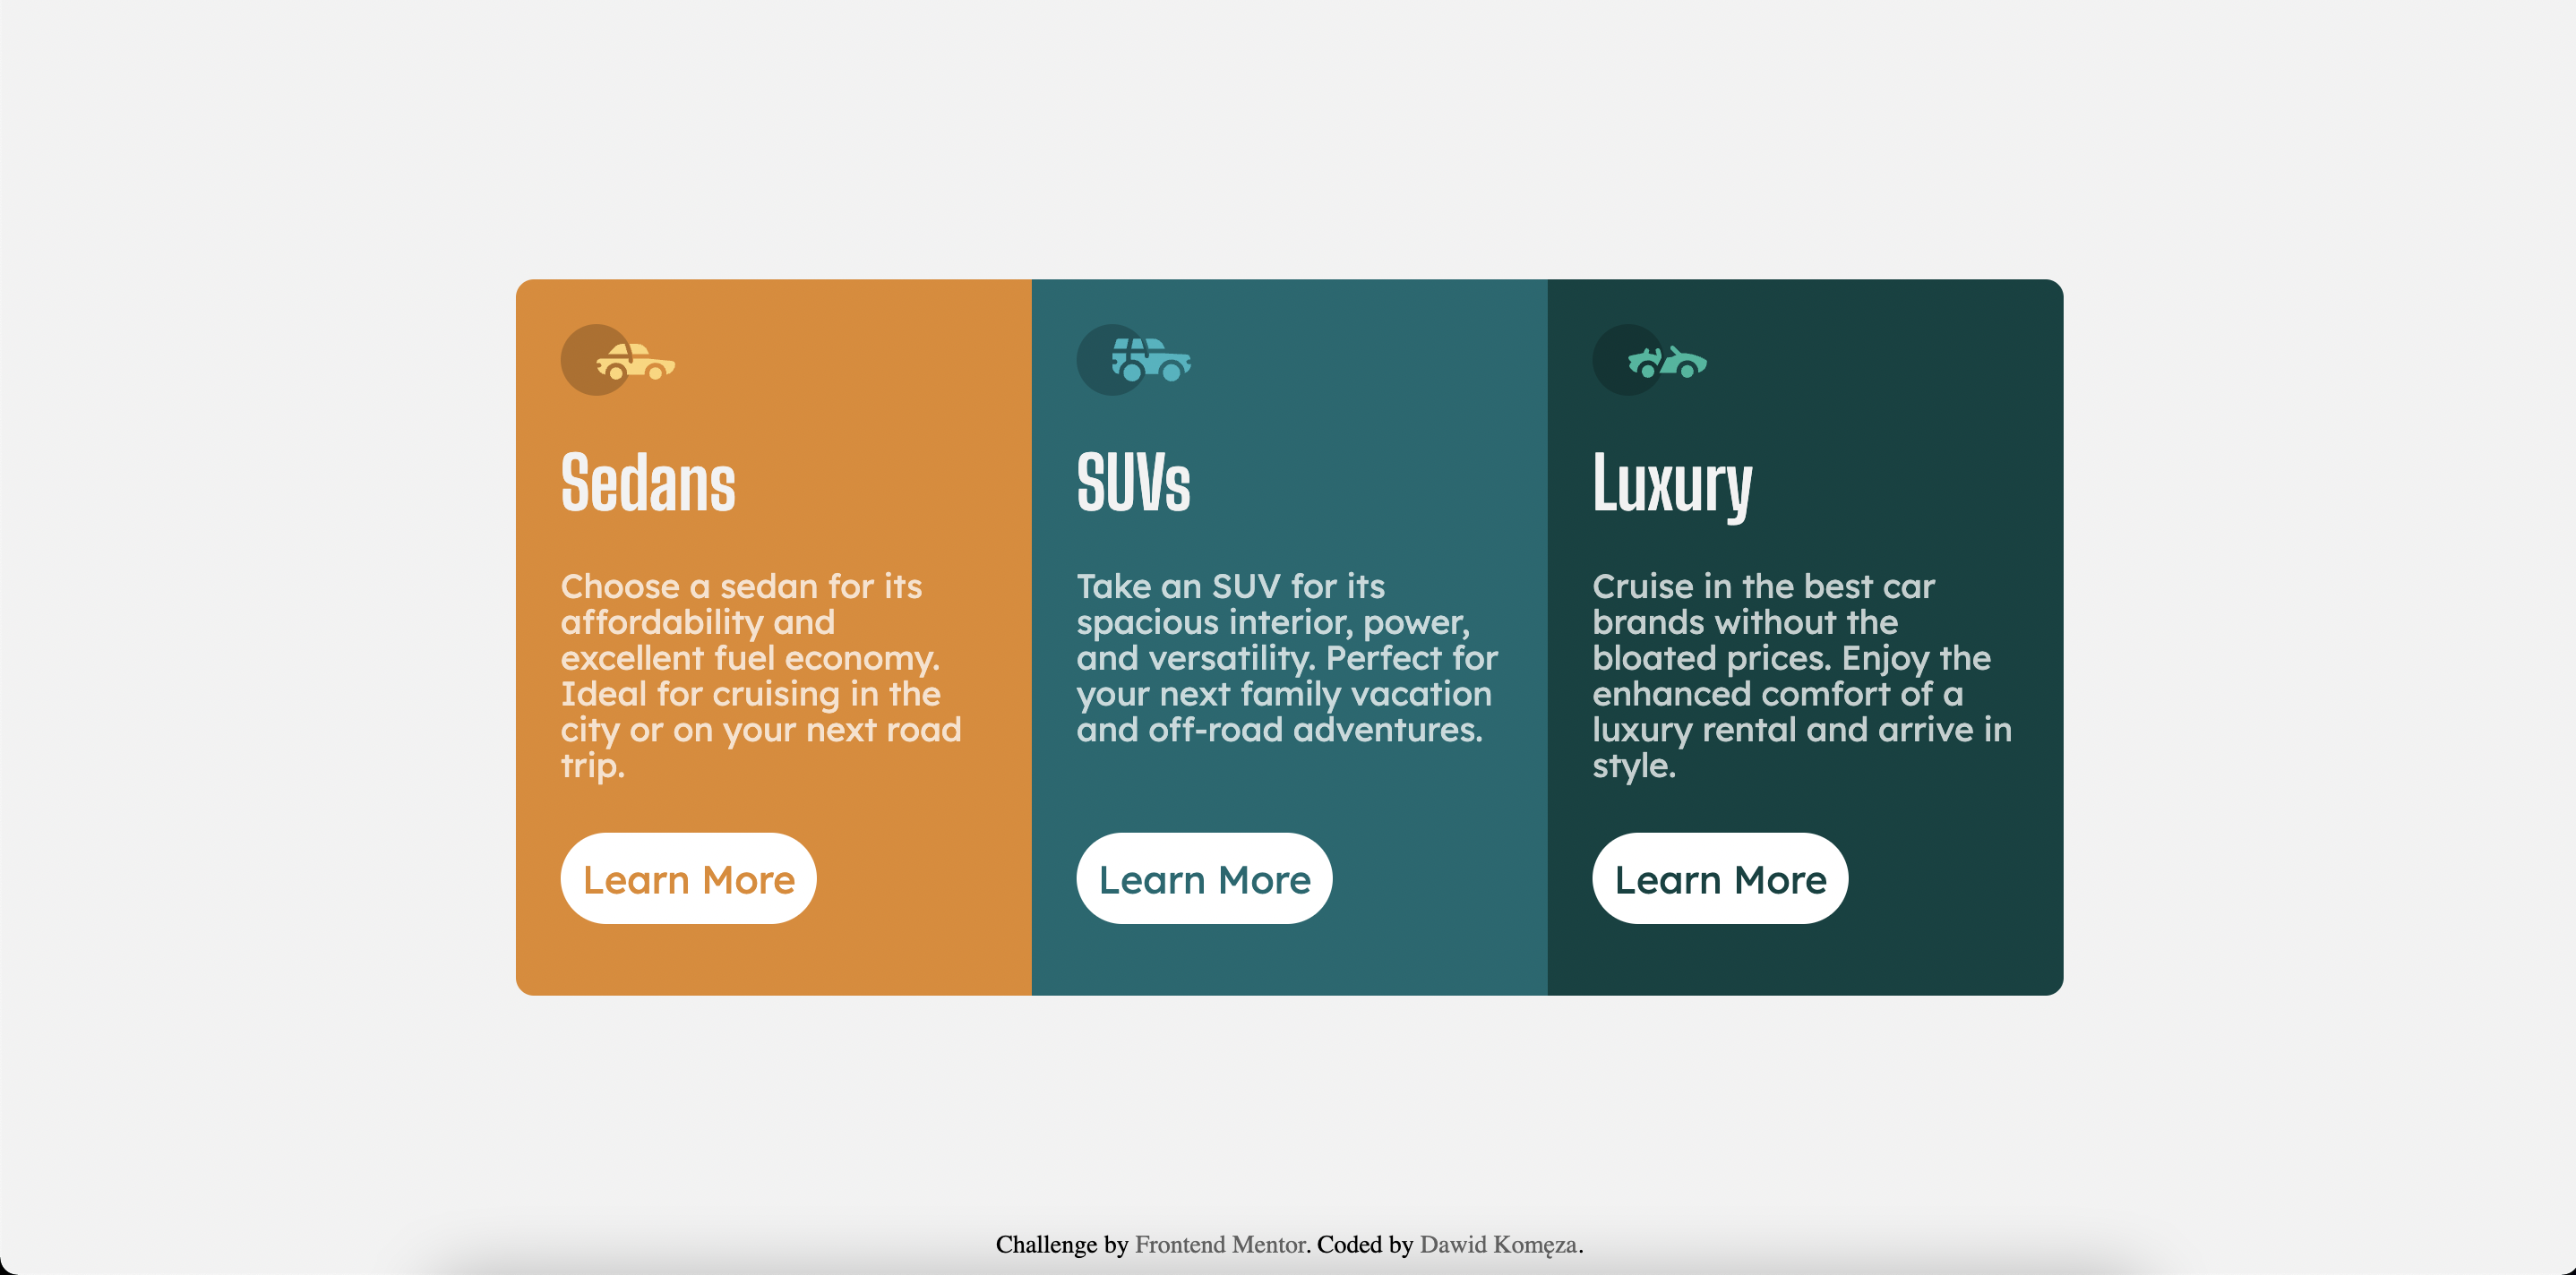 Sedans
Choose a sedan for its
affordability and
excellent fuel economy.
Ideal for cruising in the
city or on your next road
trip.
Learn More
SUVs
Take an SUV for its
spacious interior, power,
and versatility. Perfect for
your next family vacation
and off-road adventures.
Learn More
Luxury
Cruise in the best car
brands without the
bloated prices. Enjoy the
enhanced comfort of a
luxury rental and arrive in
style.
Learn More
Challenge by Frontend Mentor. Coded by Dawid Komęza.